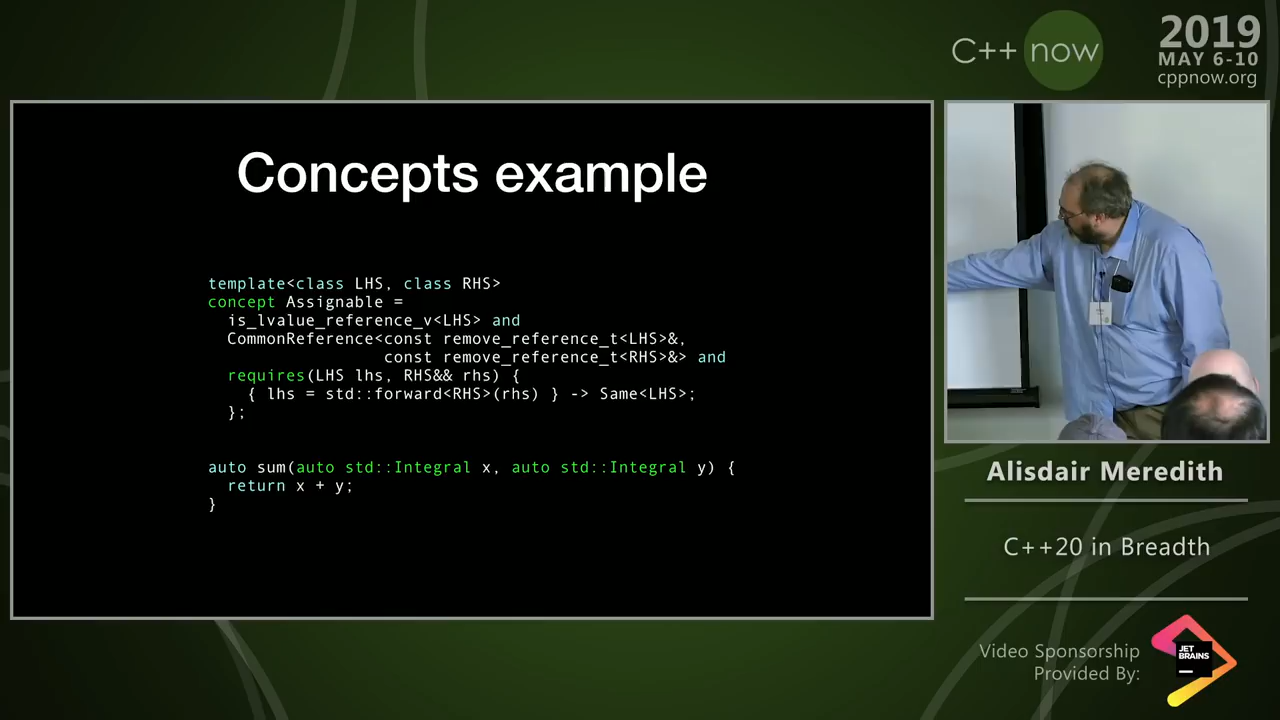 C++ now
2019
MAY 6-10
cppnow.org
Concepts example
template<class LHS, class RHS>
concept Assignable =
is_lvalue_reference_v<LHS> and
CommonReference<const remove_reference_t<LHS>&,
const remove_reference_t<RHS>&> and
requires(LHS lhs, RHS&& rhs) {
{ lhs = std::forward<RHS>(rhs) } -> Same<LHS>;
};
auto sum(auto std::Integral x, auto std::Integral y) {
return x + y;
}
Alisdair Meredith
C++20 in Breadth
Video Sponsorship
Provided By:
JET
BRAINS